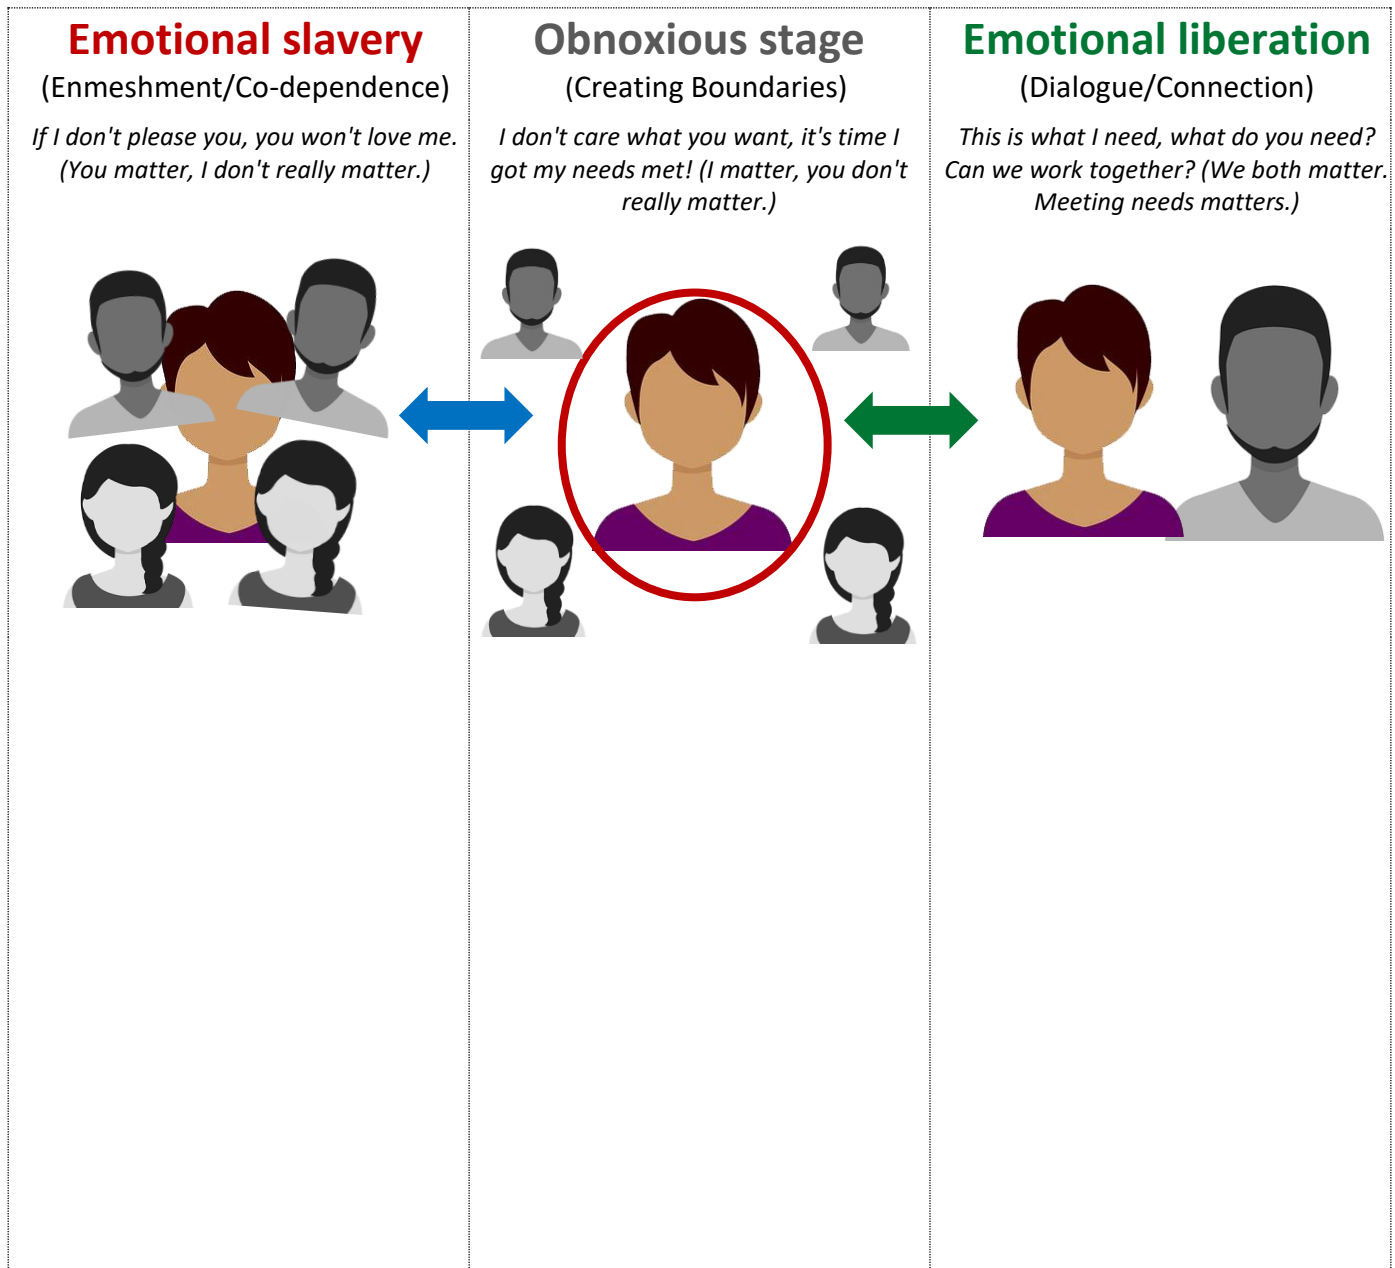 Emotional slavery
(Enmeshment/Co-dependence)
If I don't please you, you won't love me.
(You matter, I don't really matter.)
Obnoxious stage
(Creating Boundaries)
I don't care what you want, it's time I
got my needs met! (I matter, you don't
really matter.)
Emotional liberation
(Dialogue/Connection)
This is what I need, what do you need?
Can we work together? (We both matter.
Meeting needs matters.)